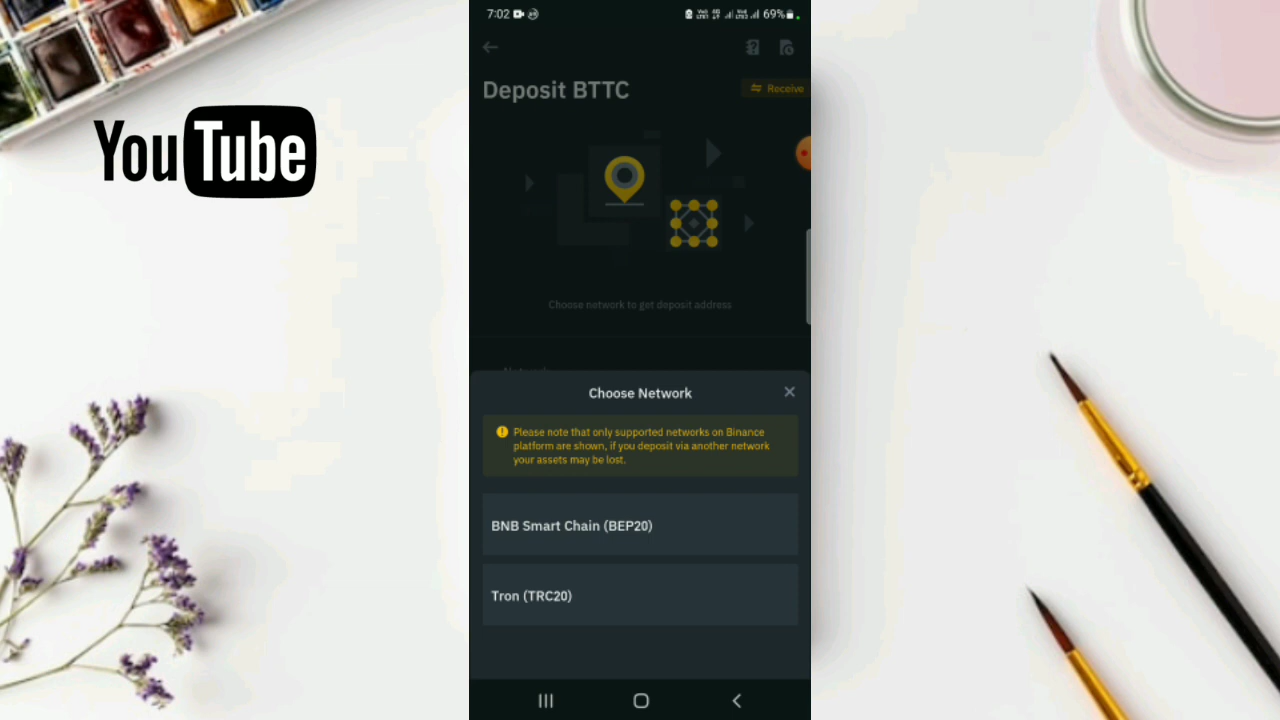 YouTube
7:02
69%
Deposit BTTC
Receive
Choose network to get deposit address
Network
Choose Network
Please note that only supported networks on Binance
platform are shown, if you deposit via another network
your assets may be lost.
BNB Smart Chain (BEP20)
Tron (TRC20)